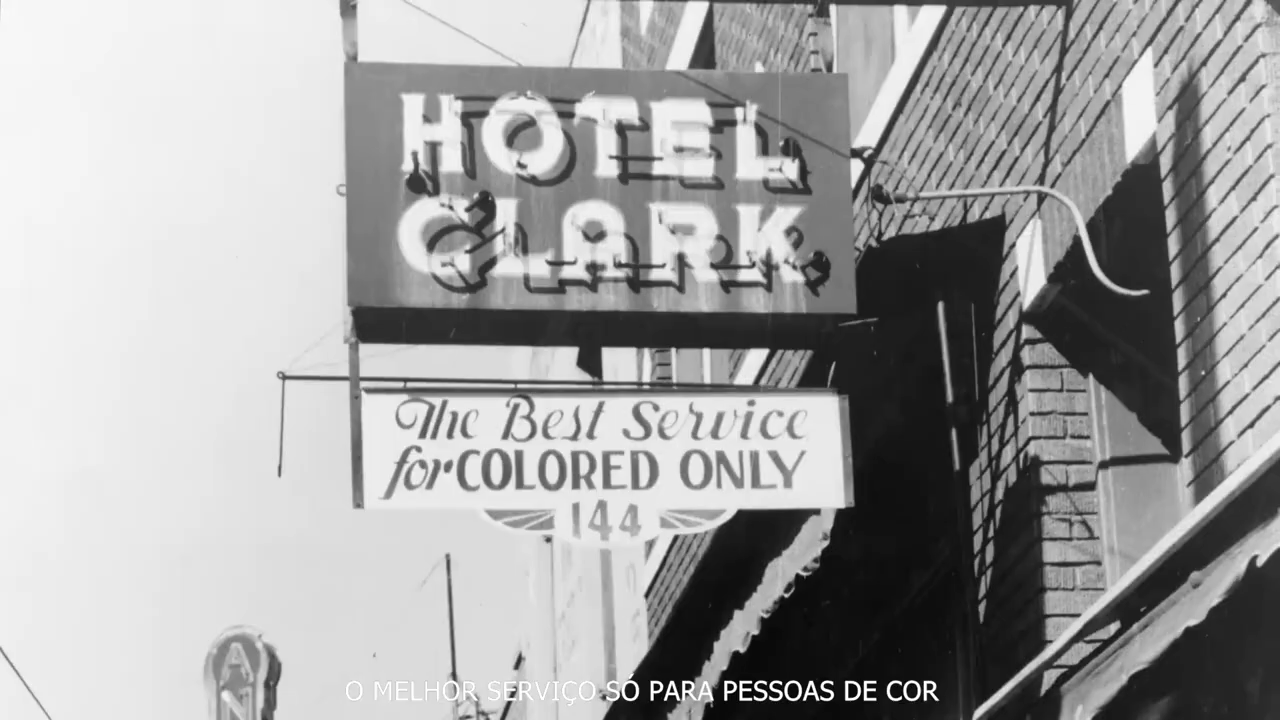 HOTEL
CLARK
The Best Service
for COLORED ONLY
144
A
O MELHOR SERVIÇO SÓ PARA PESSOAS DE COR